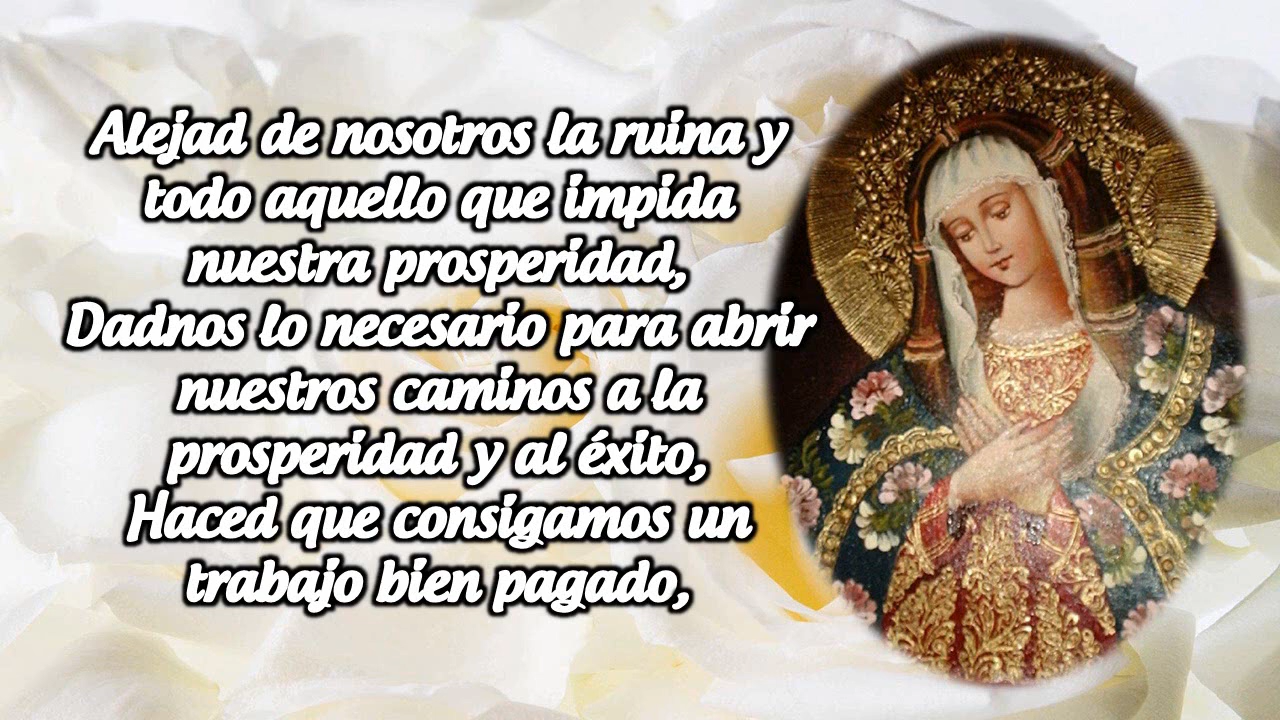 Alejad de nosotros la ruina y
todo aquello que impida
nuestra prosperidad,
Dadnos lo necesario para abrir
nuestros caminos a la
prosperidad y al éxito,
Haced que consigamos un
trabajo bien pagado,